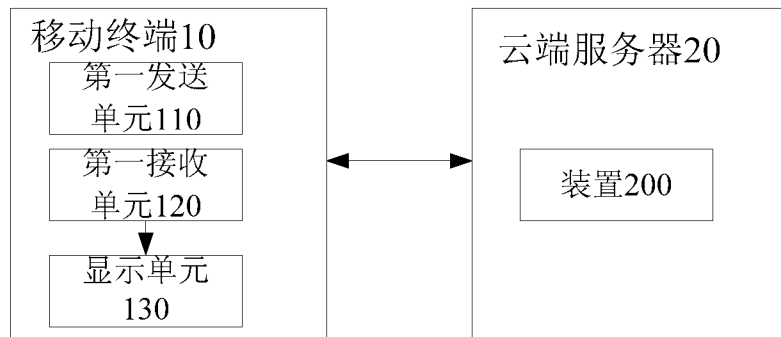 移动终端10
第一发送
单元110
第一接收
单元120
显示单元
130
云端服务器20
装置200